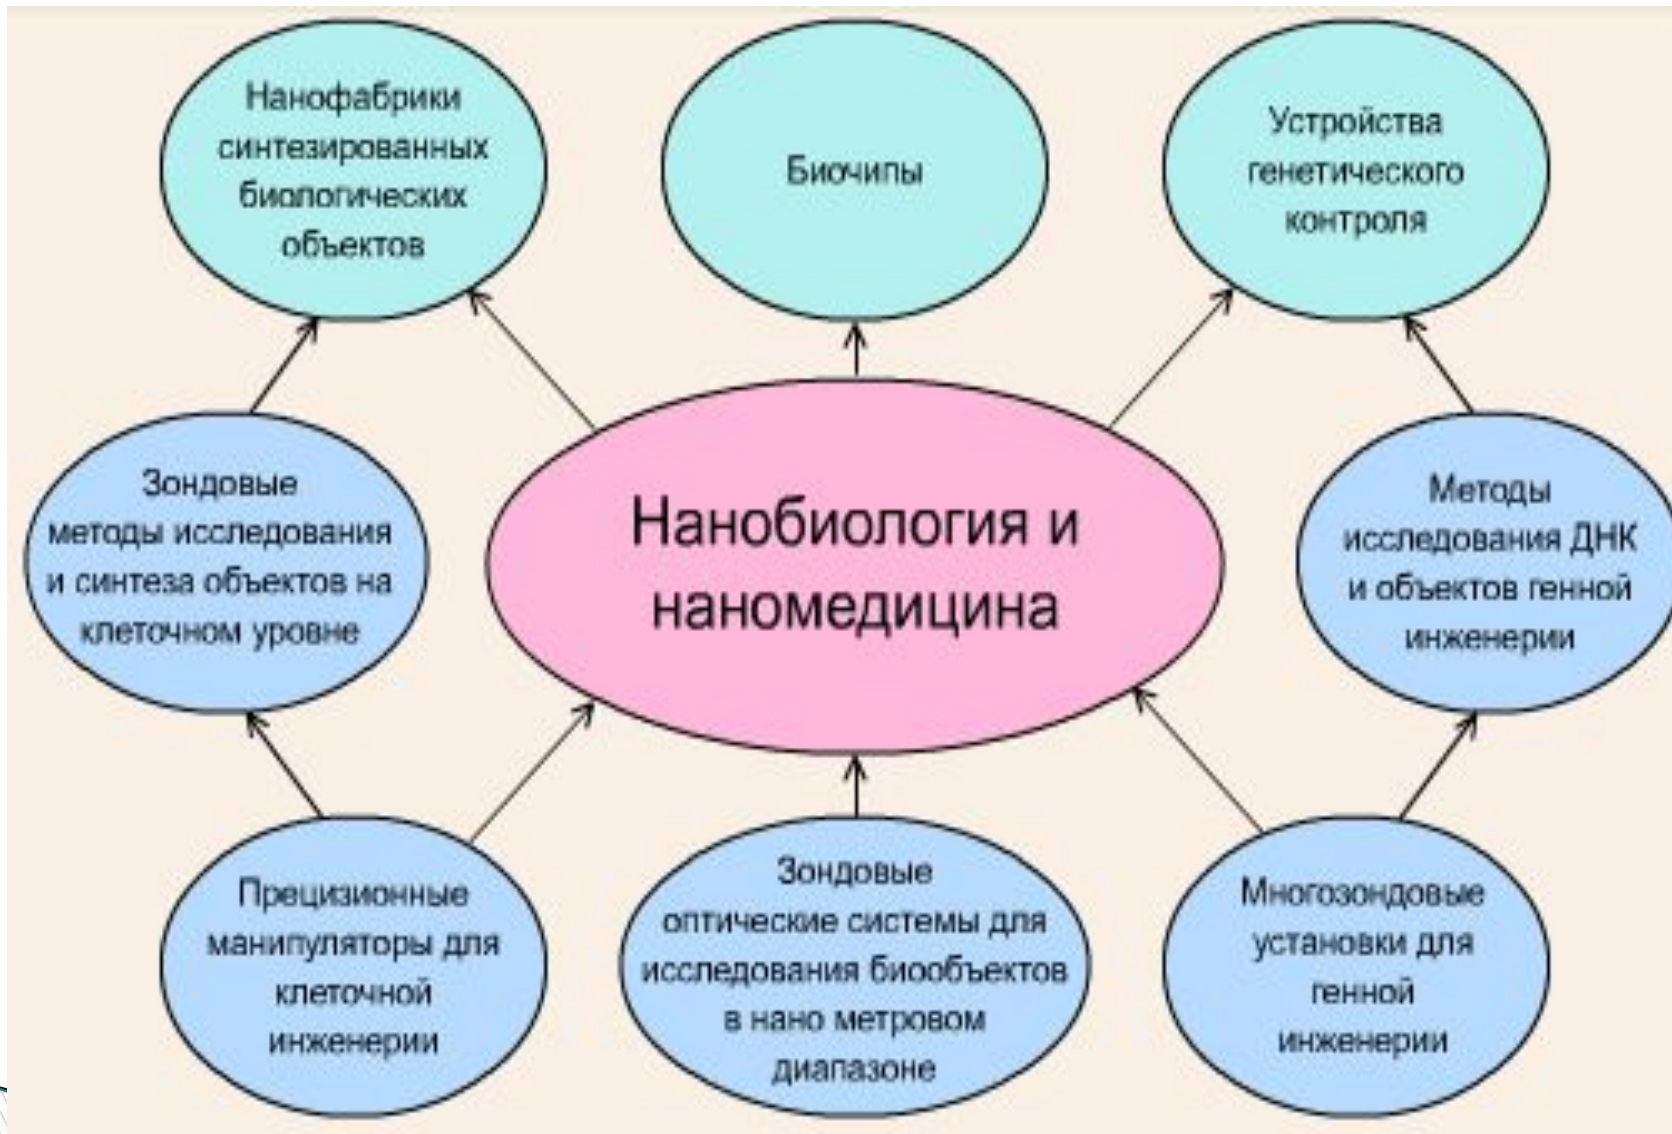 Нанофабрики
синтезированных
биологических
объектов
Биочипы
Устройства
генетического
контроля
Зондовые
методы исследования
и синтеза объектов на
клеточном уровне
Нанобиология и
наномедицина
Методы
исследования ДНК
и объектов генной
инженерии
Прецизионные
манипуляторы для
клеточной
инженерии
Зондовые
оптические системы для
исследования биообъектов
в нано метровом
диапазоне
Многозондовые
установки для
генной
инженерии